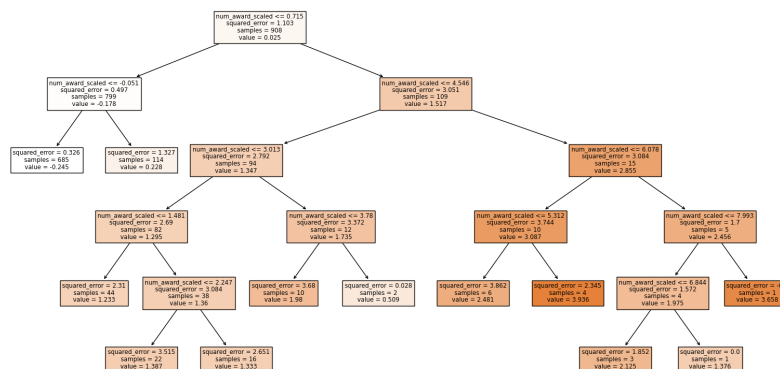 num_award_scaled <= 0.715
squared_error = 1.103
samples = 908
value = 0.025
num_award_scaled <= -0.051
squared_error = 0.497
samples = 799
value = -0.178
num_award_scaled <= 4.546
squared_error = 3.051
samples = 109
value = 1.517
squared_error = 0.326
samples = 685
value = -0.245
squared_error = 1.327
samples = 114
value = 0.228
num_award_scaled <= 3.013
squared_error = 2.792
samples = 94
value = 1.347
num_award_scaled <= 6.078
squared_error = 3.084
samples = 15
value = 2.855
num_award_scaled <= 1.481
squared_error = 2.69
samples = 82
value = 1.295
num_award_scaled <= 3.78
squared_error = 3.372
samples = 12
value = 1.735
num_award_scaled <= 5.312
squared_error = 3.744
samples = 10
value = 3.087
num_award_scaled <= 7.993
squared_error = 1.7
samples = 5
value = 2.456
squared_error = 2.31
samples = 44
value = 1.233
num_award_scaled <= 2.247
squared_error = 3.084
samples = 38
value = 1.36
squared_error = 3.68
samples = 10
value = 1.98
squared_error = 0.028
samples = 2
value = 0.509
squared_error = 3.862
samples = 6
value = 2.481
squared_error = 2.345
samples = 4
value = 3.936
num_award_scaled <= 6.844
squared_error = 1.572
samples = 4
value = 1.975
squared_error =
samples = 1
value = 3.658
squared_error = 3.515
samples = 22
value = 1.387
squared_error = 2.651
samples = 16
value = 1.333
squared_error = 1.852
samples = 3
value = 2.125
squared_error = 0.0
samples = 1
value = 1.376